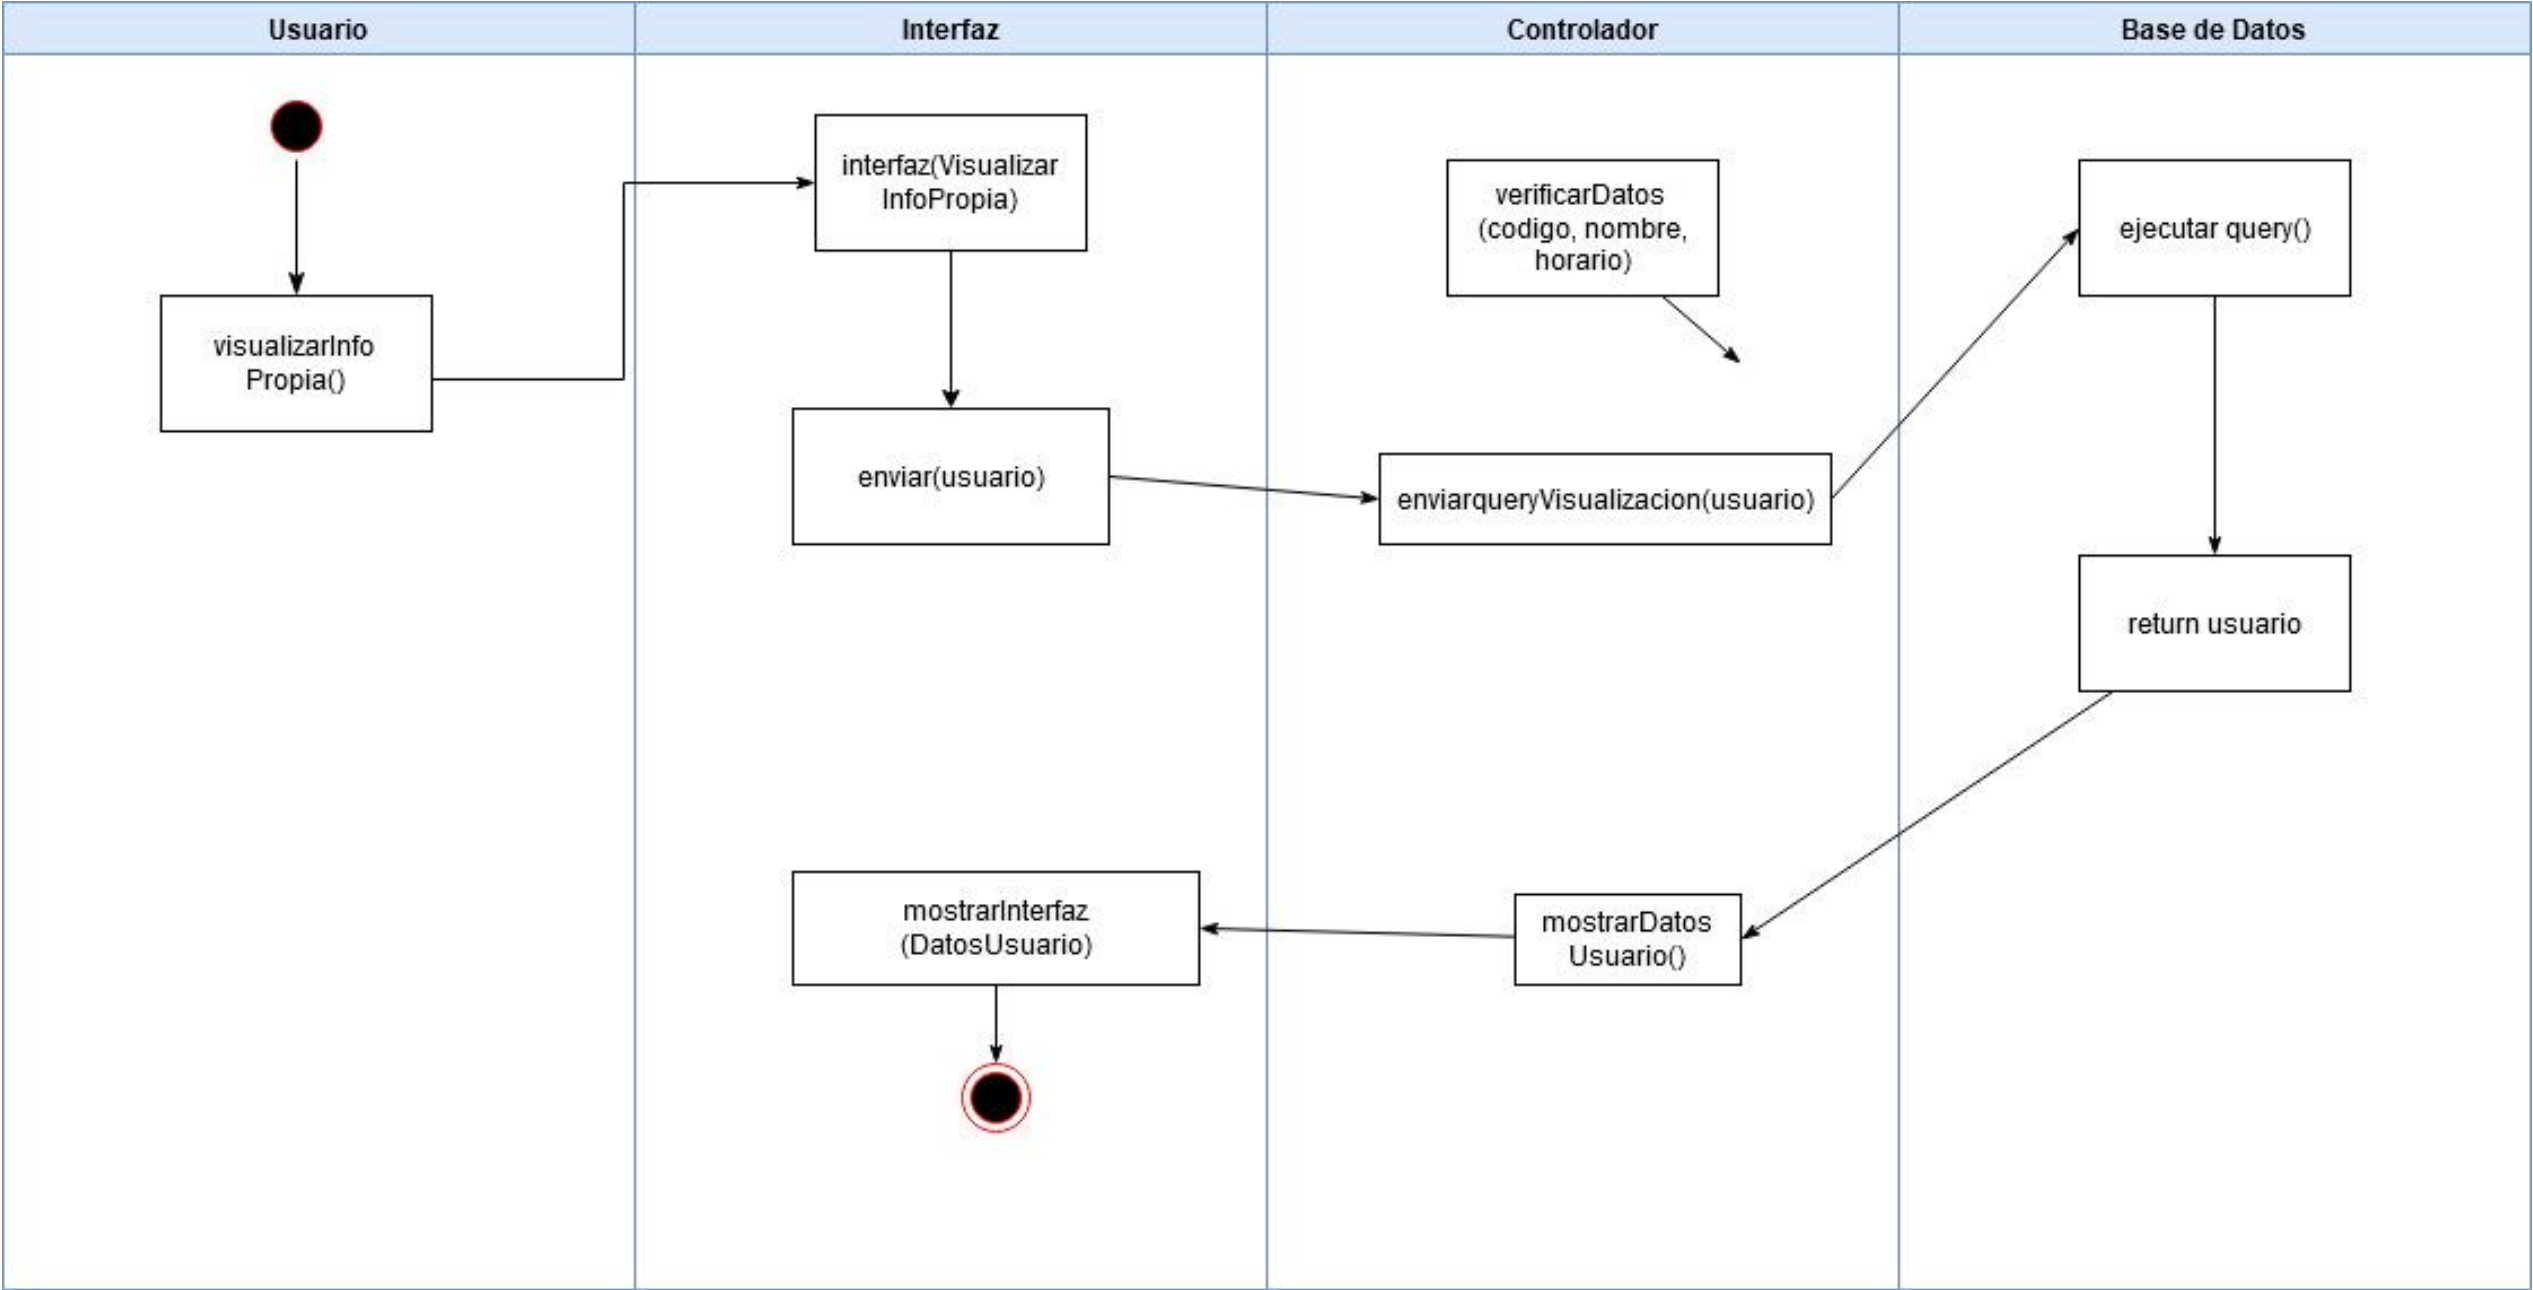 Usuario
Interfaz
Controlador
Base de Datos
visualizarInfo
Propia()
interfaz(Visualizar
InfoPropia)
enviar(usuario)
mostrarInterfaz
(DatosUsuario)
verificarDatos
(codigo, nombre,
horario)
enviarqueryVisualizacion(usuario)
mostrarDatos
Usuario()
ejecutar query()
return usuario